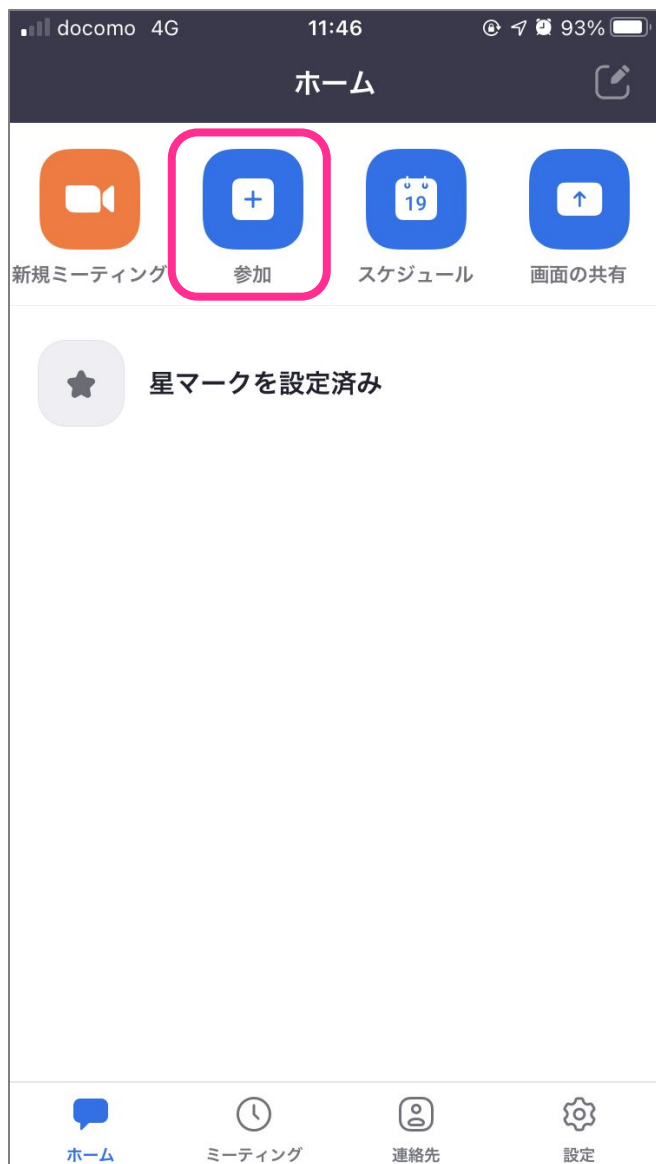 docomo 4G 11:46 93%
ホーム
19
新規ミーティング 参加 スケジュール 画面の共有
星マークを設定済み
ホーム ミーティング 連絡先 設定